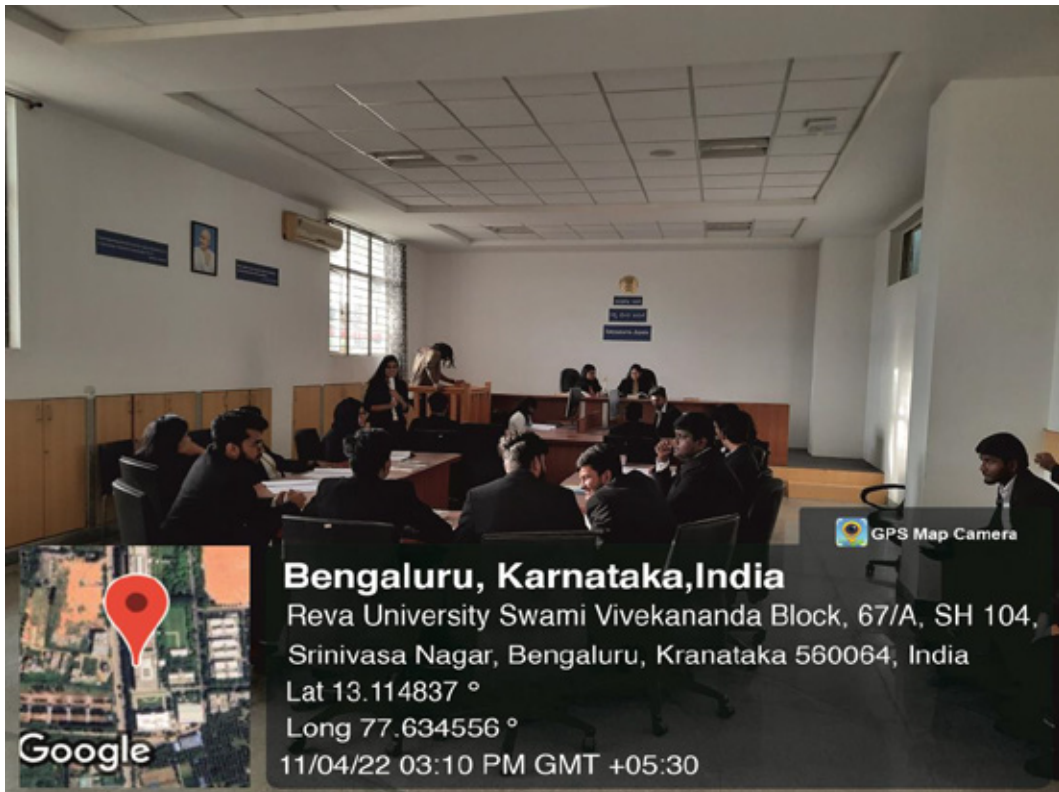 GPS Map Camera
Bengaluru, Karnataka,India
Reva University Swami Vivekananda Block, 67/A, SH 104,
Srinivasa Nagar, Bengaluru, Kranataka 560064, India
Lat 13.114837 °
Long 77.634556 °
11/04/22 03:10 PM GMT +05:30
Google